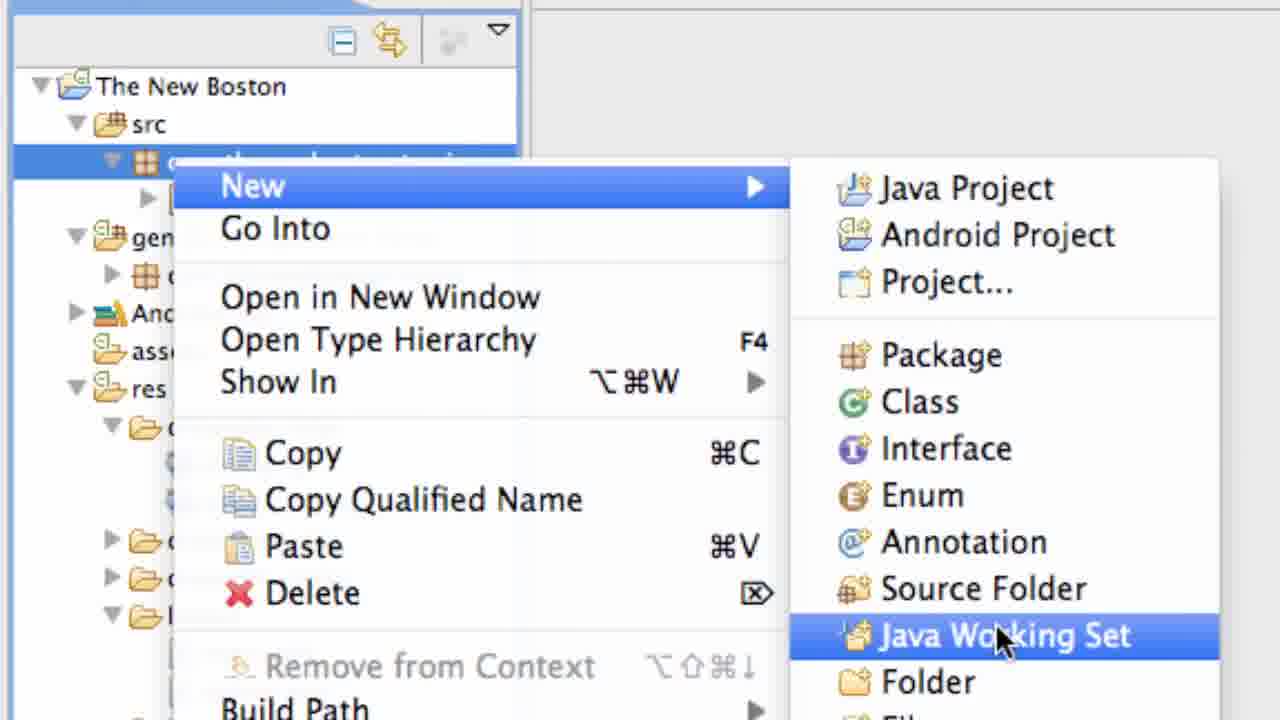 The New Boston
src
New
Go Into
Open in New Window
Open Type Hierarchy F4
Show In ⌥⌘W
Copy ⌘C
Copy Qualified Name
Paste ⌘V
Delete ⌦
Remove from Context ⌥⇧⌘↓
Build Path
gen
res
Java Project
Android Project
Project...
Package
Class
Interface
Enum
Annotation
Source Folder
Java Working Set
Folder